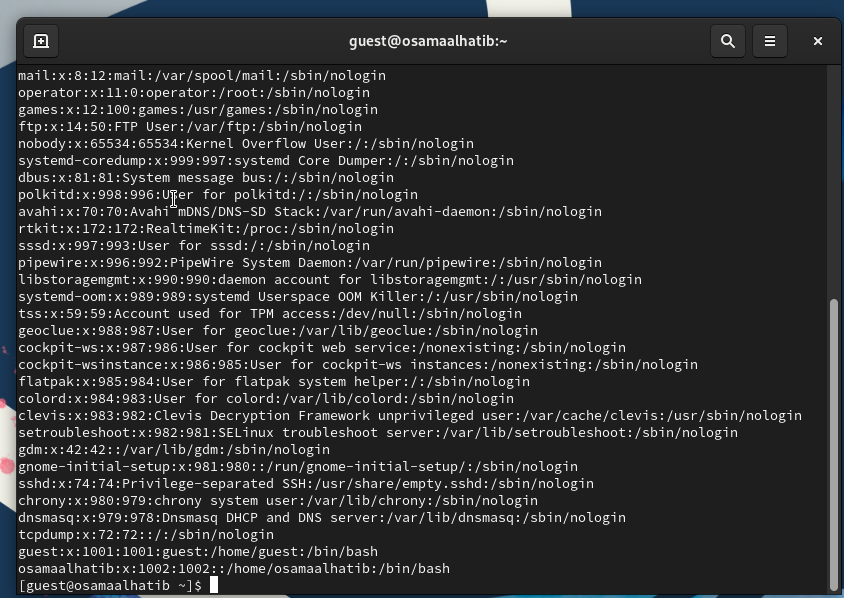 guest@osamaalhatib:~
mail:x:8:12:mail:/var/spool/mail:/sbin/nologin
operator:x:11:0:operator:/root:/sbin/nologin
games:x:12:100:games:/usr/games:/sbin/nologin
ftp:x:14:50:FTP User:/var/ftp:/sbin/nologin
nobody:x:65534:65534:Kernel Overflow User:/:/sbin/nologin
systemd-coredump:x:999:997:systemd Core Dumper:/:/sbin/nologin
dbus:x:81:81:System message bus:/:/sbin/nologin
polkitd:x:998:996:User for polkitd:/:/sbin/nologin
avahi:x:70:70:Avahi mDNS/DNS-SD Stack:/var/run/avahi-daemon:/sbin/nologin
rtkit:x:172:172:RealtimeKit:/proc:/sbin/nologin
sssd:x:997:993:User for sssd:/:/sbin/nologin
pipewire:x:996:992:PipeWire System Daemon:/var/run/pipewire:/sbin/nologin
libstoragemgmt:x:990:990:daemon account for libstoragemgmt:/:/usr/sbin/nologin
systemd-oom:x:989:989:systemd Userspace OOM Killer:/:/usr/sbin/nologin
tss:x:59:59:Account used for TPM access:/dev/null:/sbin/nologin
geoclue:x:988:987:User for geoclue:/var/lib/geoclue:/sbin/nologin
cockpit-ws:x:987:986:User for cockpit web service:/nonexisting:/sbin/nologin
cockpit-wsinstance:x:986:985:User for cockpit-ws instances:/nonexisting:/sbin/nologin
flatpak:x:985:984:User for flatpak system helper:/:/sbin/nologin
colord:x:984:983:User for colord:/var/lib/colord:/sbin/nologin
clevis:x:983:982:Clevis Decryption Framework unprivileged user:/var/cache/clevis:/usr/sbin/nologin
setroubleshoot:x:982:981:SELinux troubleshoot server:/var/lib/setroubleshoot:/sbin/nologin
gdm:x:42:42::/var/lib/gdm:/sbin/nologin
gnome-initial-setup:x:981:980::/run/gnome-initial-setup/:/sbin/nologin
sshd:x:74:74:Privilege-separated SSH:/usr/share/empty.sshd:/sbin/nologin
chrony:x:980:979:chrony system user:/var/lib/chrony:/sbin/nologin
dnsmasq:x:979:978:Dnsmasq DHCP and DNS server:/var/lib/dnsmasq:/sbin/nologin
tcpdump:x:72:72::/:/sbin/nologin
guest:x:1001:1001:guest:/home/guest:/bin/bash
osamaalhatib:x:1002:1002::/home/osamaalhatib:/bin/bash
[guest@osamaalhatib ~]$